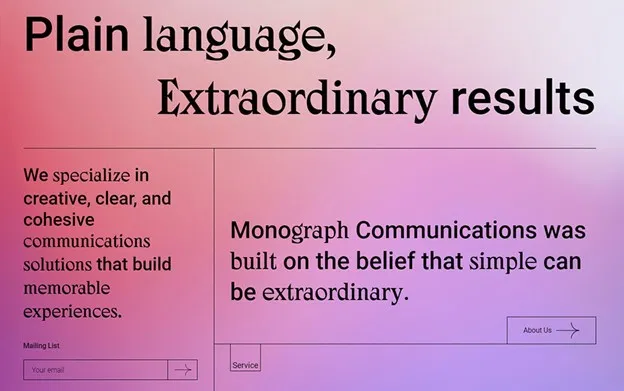 Plain language,
Extraordinary results
We specialize in
creative, clear, and
cohesive
communications
solutions that build
memorable
experiences.
Mailing List
Your email
Monograph Communications was
built on the belief that simple can
be extraordinary.
About Us
Service